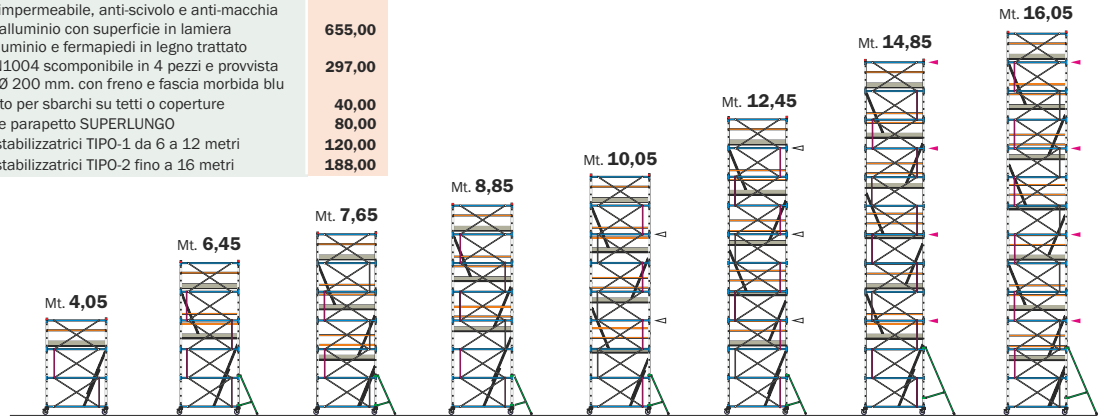 impermeabile, anti-scivolo e anti-macchia
alluminio con superficie in lamiera 655,00
uminio e fermapiedi in legno trattato
N1004 scomponibile in 4 pezzi e provvista 297,00
Ø 200 mm. con freno e fascia morbida blu
to per sbarchi su tetti o coperture 40,00
e parapetto SUPERLUNGO 80,00
stabilizzatrici TIPO-1 da 6 a 12 metri 120,00
stabilizzatrici TIPO-2 fino a 16 metri 188,00
Mt. 4,05
Mt. 6,45
Mt. 7,65
Mt. 8,85
Mt. 10,05
Mt. 12,45
Mt. 14,85
Mt. 16,05